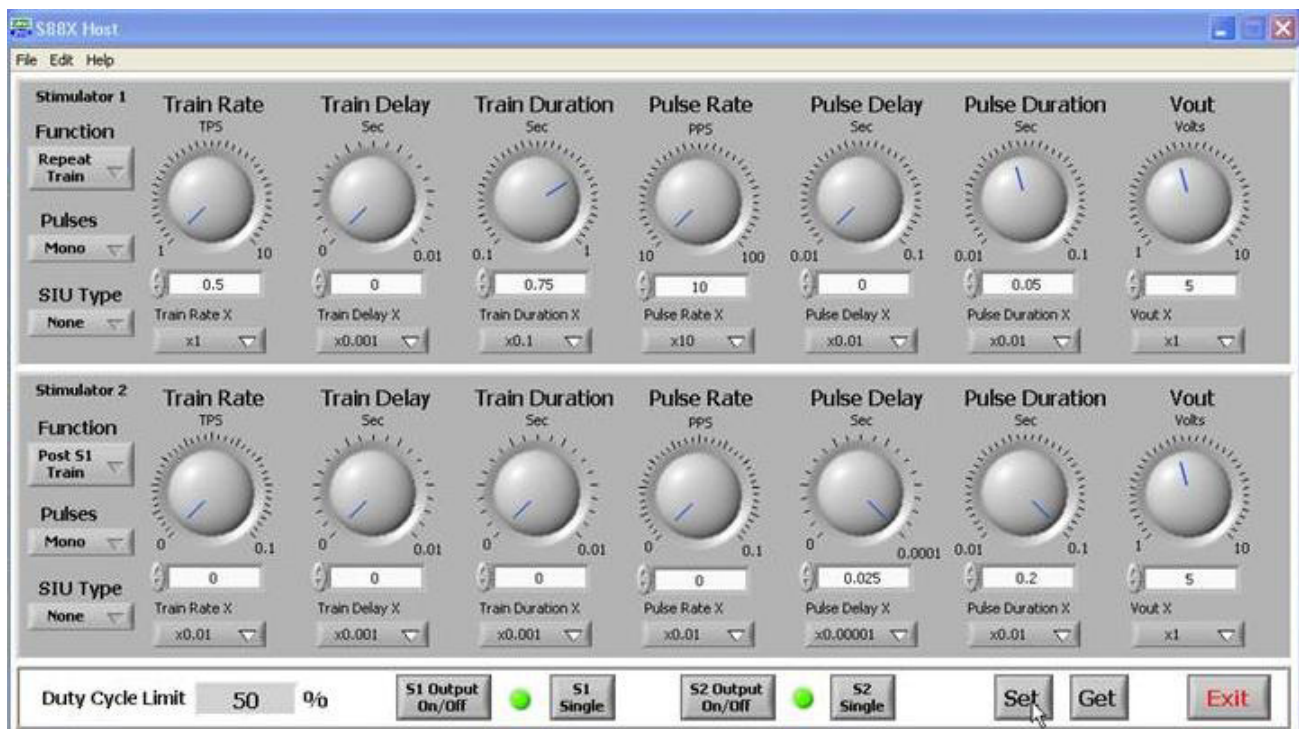 S88X Host
File Edit Help
Stimulator 1
Function
Repeat
Train
Pulses
Mono
SIU Type
None
Train Rate Train Delay Train Duration Pulse Rate Pulse Delay Pulse Duration Vout
TPS Sec Sec PPS Sec Sec Volts
1 10 0 0.01 0.1 1 10 100 0.01 0.1 0.01 0.1 1 10
0.5 0 0.75 10 0 0.05 5
Train Rate X Train Delay X Train Duration X Pulse Rate X Pulse Delay X Pulse Duration X Vout X
x1 x0.001 x0.1 x10 x0.01 x0.01 x1
Stimulator 2
Function
Post S1
Train
Pulses
Mono
SIU Type
None
Train Rate Train Delay Train Duration Pulse Rate Pulse Delay Pulse Duration Vout
TPS Sec Sec PPS Sec Sec Volts
0 0.1 0 0.01 0 0.01 0 0.1 0 0.0001 0.01 0.1 1 10
0 0 0 0 0.025 0.2 5
Train Rate X Train Delay X Train Duration X Pulse Rate X Pulse Delay X Pulse Duration X Vout X
x0.01 x0.001 x0.001 x0.01 x0.00001 x0.01 x1
Duty Cycle Limit 50 %
S1 Output
On/Off
S1
Single
S2 Output
On/Off
S2
Single
Set Get Exit